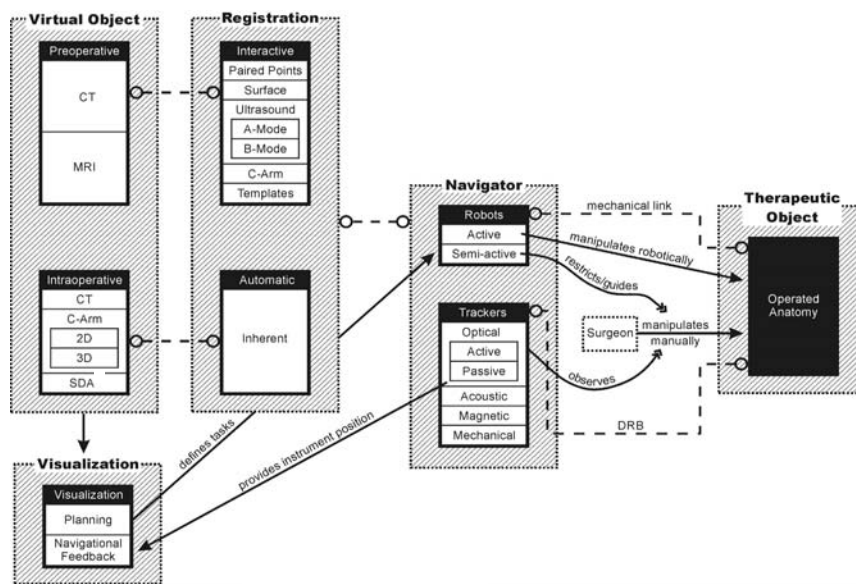 Virtual Object
Preoperative
CT
MRI
Intraoperative
CT
C-Arm
2D
3D
SDA
Registration
Interactive
Paired Points
Surface
Ultrasound
A-Mode
B-Mode
C-Arm
Templates
Automatic
Inherent
Navigator
Robots
Active
Semi-active
Trackers
Optical
Active
Passive
Acoustic
Magnetic
Mechanical
mechanical link
manipulates robotically
restricts/guides
Surgeon
manipulates
manually
observes
DRB
Therapeutic
Object
Operated
Anatomy
defines tasks
provides instrument position
Visualization
Visualization
Planning
Navigational
Feedback